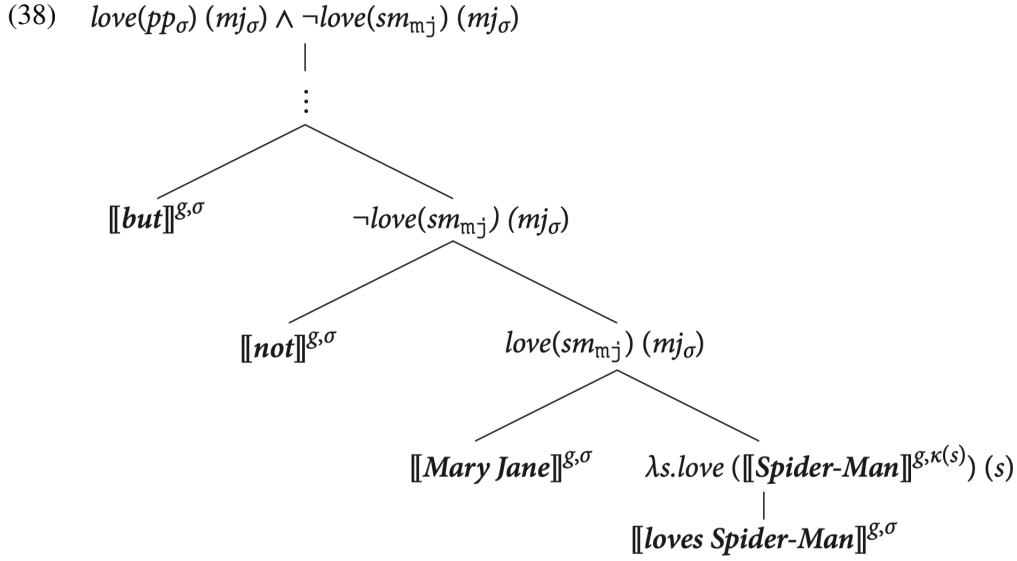 (38) love(pp_σ) (mj_σ) ∧ ¬love(sm_mj) (mj_σ)
⋮
⟦but⟧^g,σ ¬love(sm_mj) (mj_σ)
⟦not⟧^g,σ love(sm_mj) (mj_σ)
⟦Mary Jane⟧^g,σ λs.love (⟦Spider-Man⟧^g,κ(s)) (s)
⟦loves Spider-Man⟧^g,σ